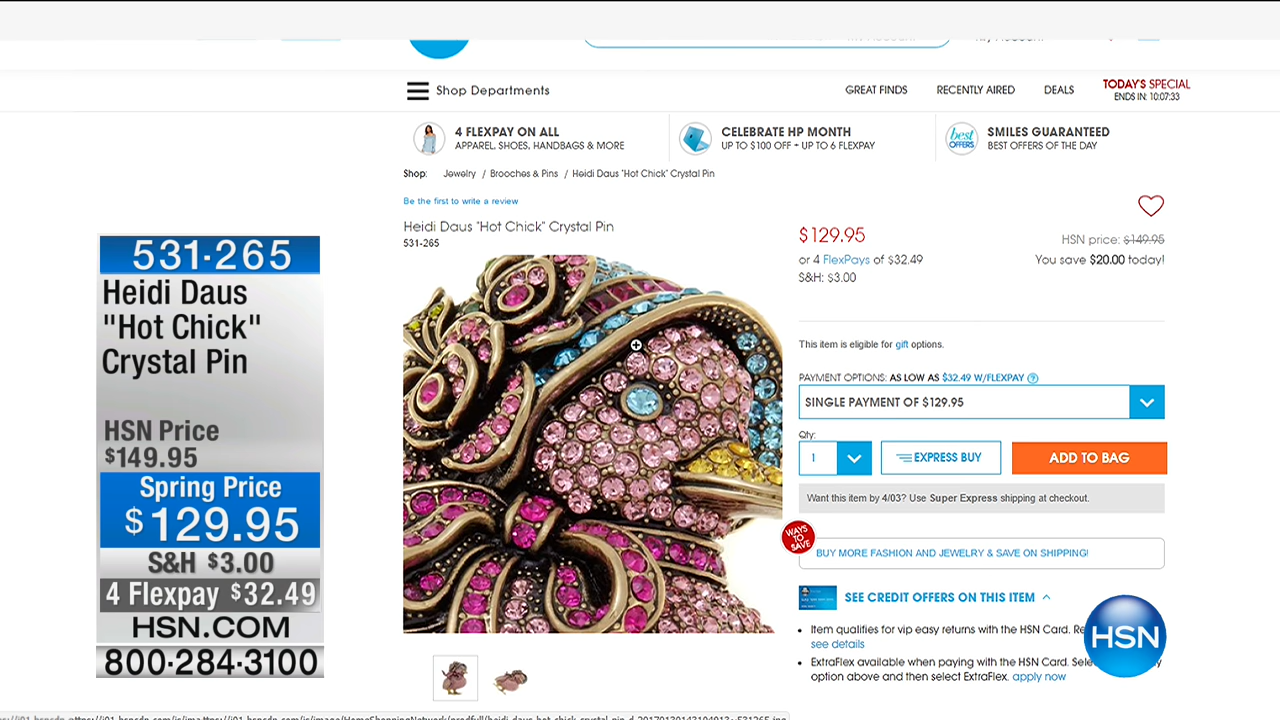 Shop Departments
GREAT FINDS
RECENTLY AIRED
DEALS
TODAY'S SPECIAL
ENDS IN: 10:07:33
4 FLEXPAY ON ALL
APPAREL, SHOES, HANDBAGS & MORE
CELEBRATE HP MONTH
UP TO $100 OFF + UP TO 6 FLEXPAY
best
OFFERS
SMILES GUARANTEED
BEST OFFERS OF THE DAY
Shop: Jewelry / Brooches & Pins / Heidi Daus "Hot Chick" Crystal Pin
Be the first to write a review
Heidi Daus "Hot Chick" Crystal Pin
531-265
$129.95
HSN price: $149.95
or 4 FlexPays of $32.49
You save $20.00 today!
S&H: $3.00
This item is eligible for gift options.
PAYMENT OPTIONS: AS LOW AS $32.49 W/FLEXPAY ?
SINGLE PAYMENT OF $129.95
Qty:
1
EXPRESS BUY
ADD TO BAG
Want this item by 4/03? Use Super Express shipping at checkout.
WAYS
TO
SAVE
BUY MORE FASHION AND JEWELRY & SAVE ON SHIPPING!
SEE CREDIT OFFERS ON THIS ITEM
Item qualifies for vip easy returns with the HSN Card.
see details
ExtraFlex available when paying with the HSN Card.
option above and then select ExtraFlex. apply now
HSN
531·265
Heidi Daus
"Hot Chick"
Crystal Pin
HSN Price
$149.95
Spring Price
$129.95
S&H $3.00
4 Flexpay $32.49
HSN.COM
800·284·3100